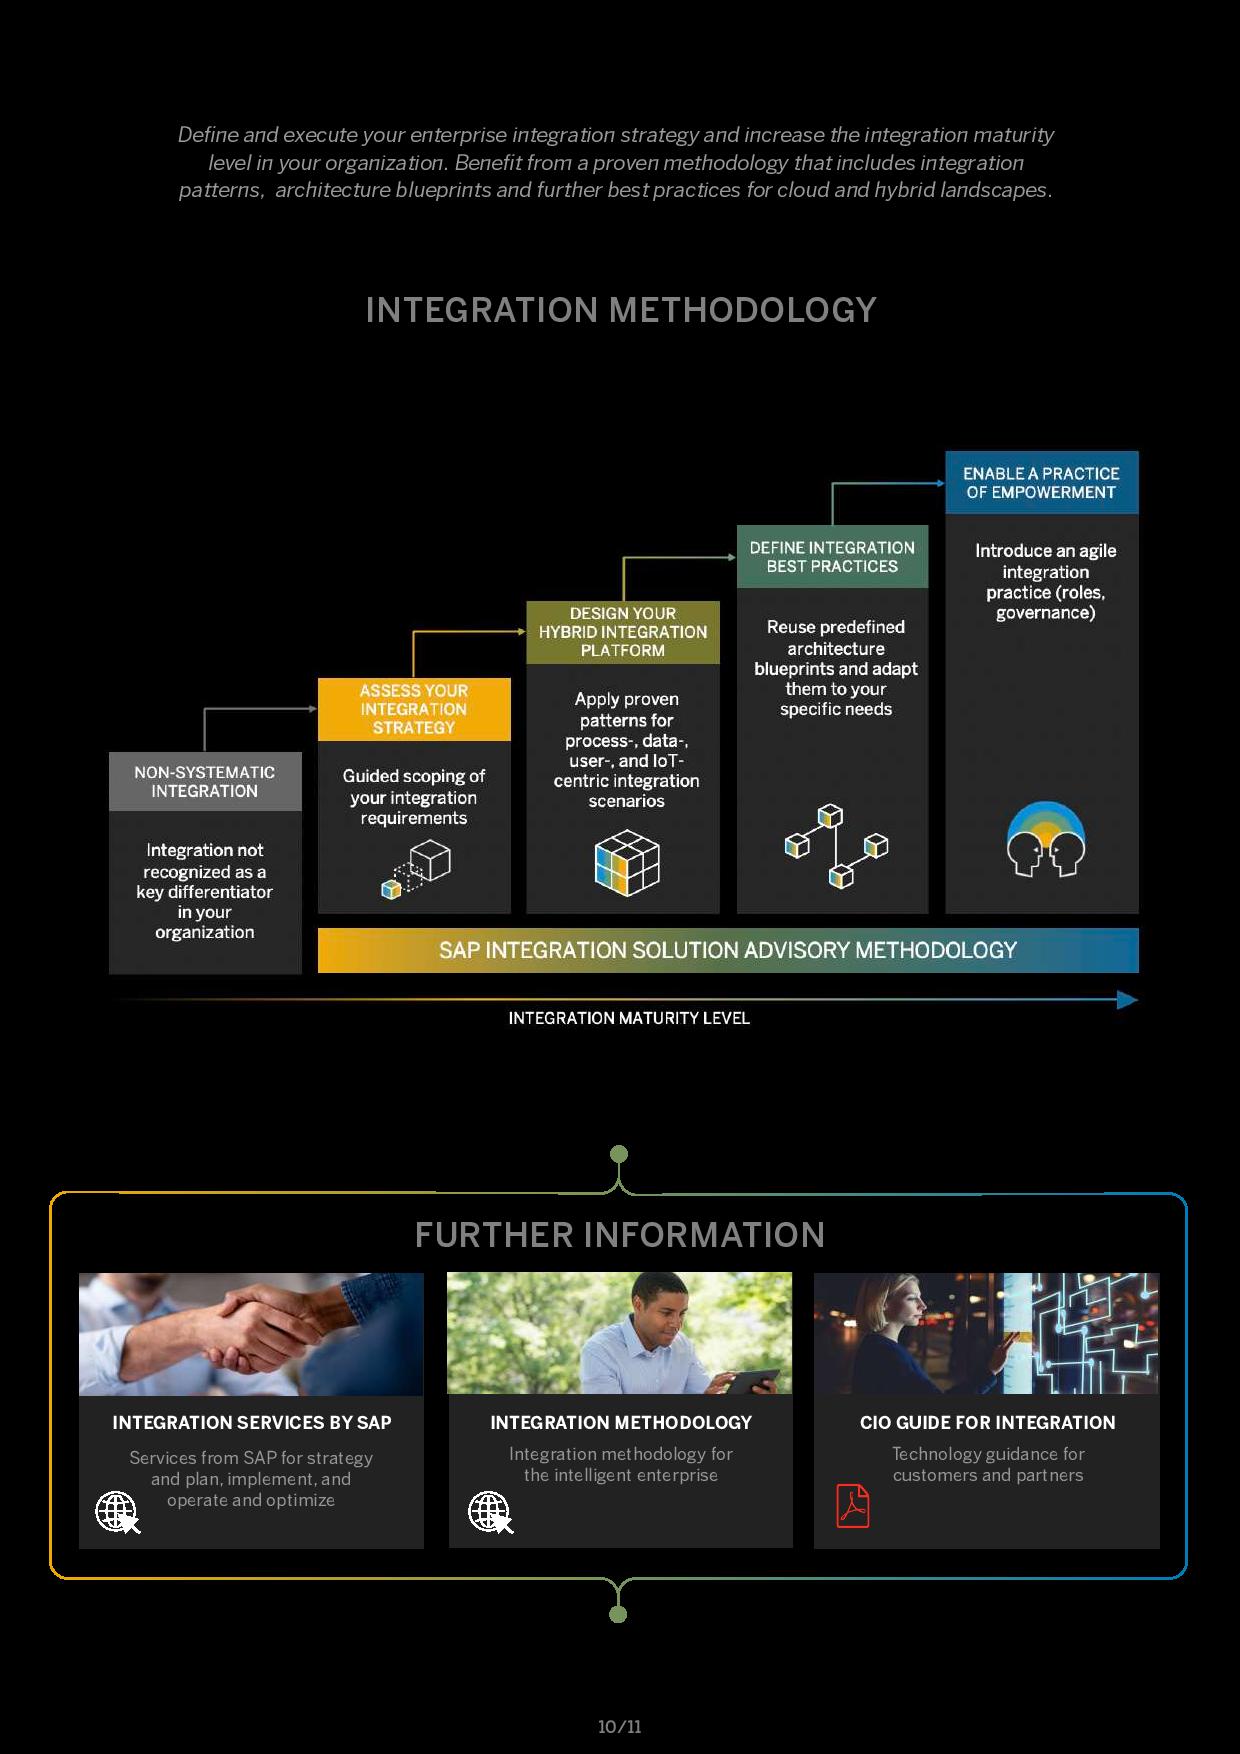 Define and execute your enterprise integration strategy and increase the integration maturity
level in your organization. Benefit from a proven methodology that includes integration
patterns, architecture blueprints and further best practices for cloud and hybrid landscapes.
INTEGRATION METHODOLOGY
NON-SYSTEMATIC
INTEGRATION
Integration not
recognized as a
key differentiator
in your
organization
ASSESS YOUR
INTEGRATION
STRATEGY
Guided scoping of
your integration
requirements
DESIGN YOUR
HYBRID INTEGRATION
PLATFORM
Apply proven
patterns for
process-, data-,
user-, and IoT-
centric integration
scenarios
DEFINE INTEGRATION
BEST PRACTICES
Reuse predefined
architecture
blueprints and adapt
them to your
specific needs
ENABLE A PRACTICE
OF EMPOWERMENT
Introduce an agile
integration
practice (roles,
governance)
SAP INTEGRATION SOLUTION ADVISORY METHODOLOGY
INTEGRATION MATURITY LEVEL
FURTHER INFORMATION
INTEGRATION SERVICES BY SAP
Services from SAP for strategy
and plan, implement, and
operate and optimize
INTEGRATION METHODOLOGY
Integration methodology for
the intelligent enterprise
CIO GUIDE FOR INTEGRATION
Technology guidance for
customers and partners
10/11